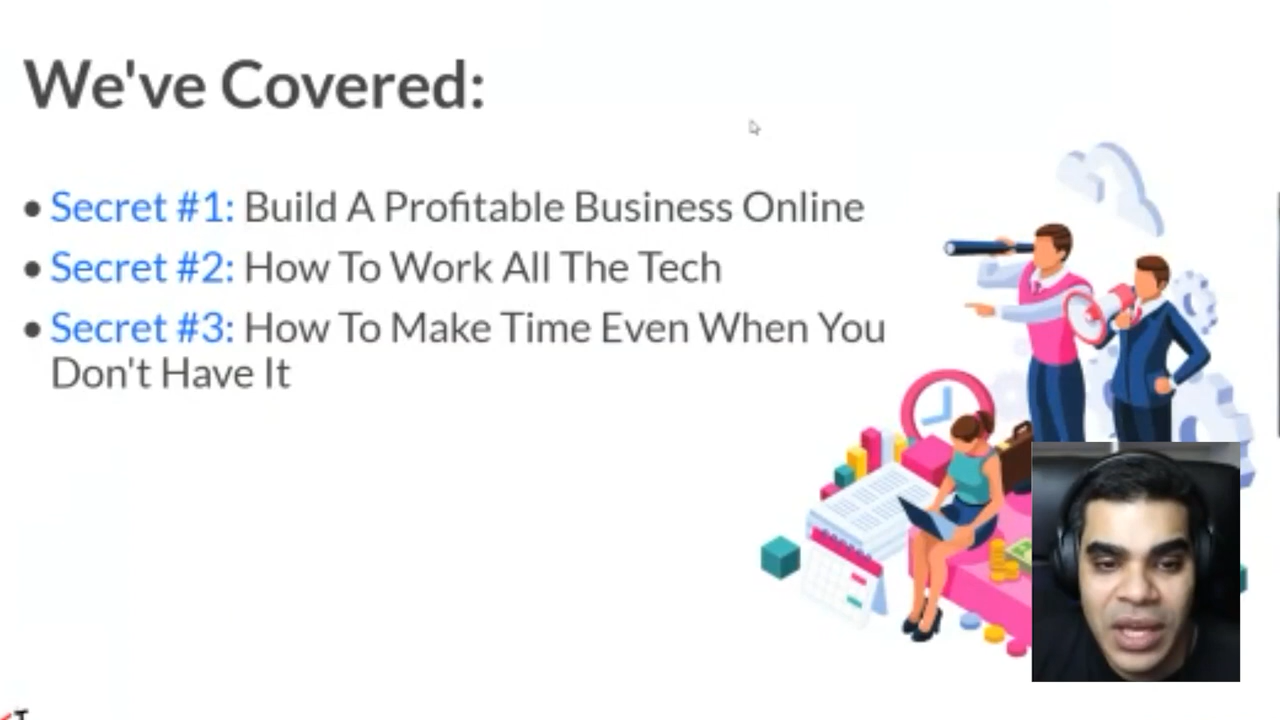 We've Covered:
• Secret #1: Build A Profitable Business Online
• Secret #2: How To Work All The Tech
• Secret #3: How To Make Time Even When You
Don't Have It